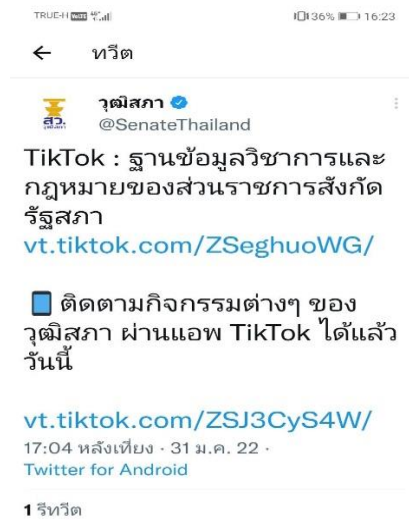 TRUE-H VoLTE 36% 16:23
← ทวีต
วุฒิสภา
@SenateThailand
TikTok : ฐานข้อมูลวิชาการและ
กฎหมายของส่วนราชการสังกัด
รัฐสภา
vt.tiktok.com/ZSeghuoWG/
ติดตามกิจกรรมต่างๆ ของ
วุฒิสภา ผ่านแอพ TikTok ได้แล้ว
วันนี้
vt.tiktok.com/ZSJ3CyS4W/
17:04 หลังเที่ยง · 31 ม.ค. 22 ·
Twitter for Android
1 รีทวีต